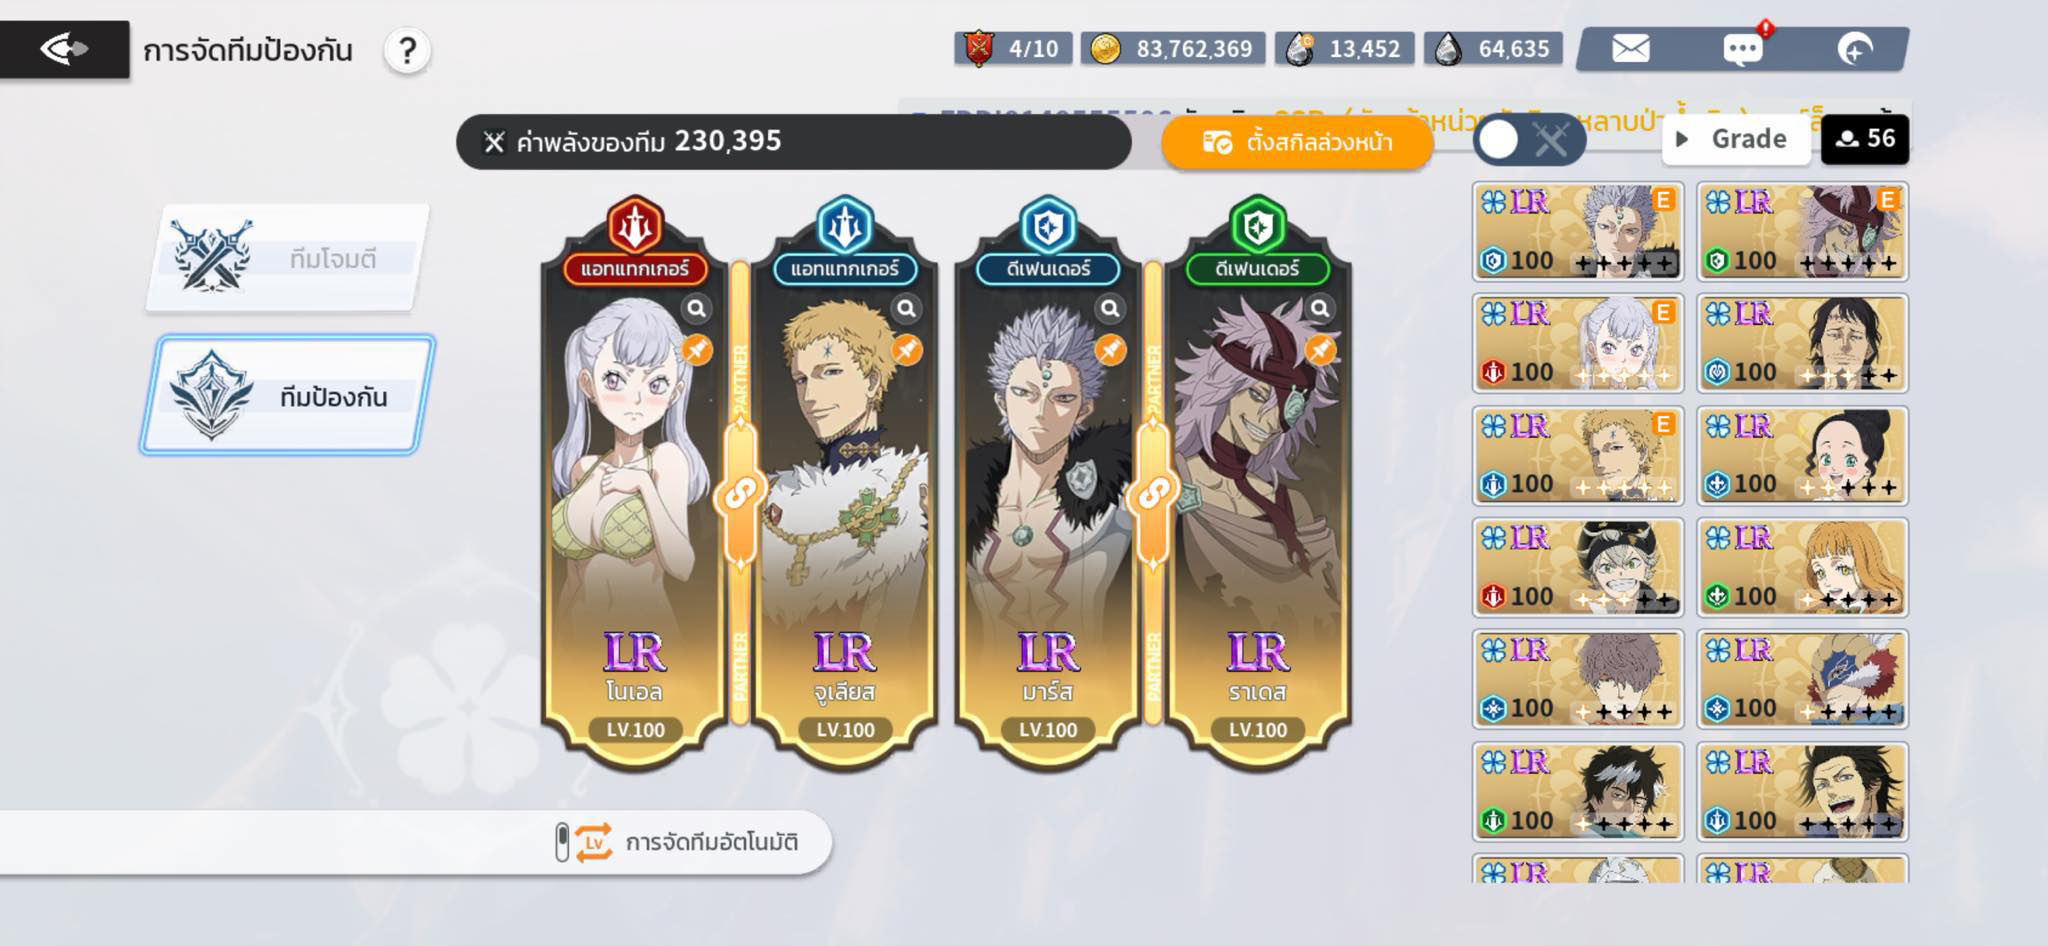 การจัดทีมป้องกัน ?
4/10 83,762,369 13,452 64,635
ค่าพลังของทีม 230,395
ตั้งสกิลล่วงหน้า
Grade 56
ทีมโจมตี
ทีมป้องกัน
แอทแทกเกอร์ แอทแทกเกอร์ ดีเฟนเดอร์ ดีเฟนเดอร์
PARTNER PARTNER
PARTNER PARTNER
LR LR LR LR
โนเอล จูเลียส มาร์ส ราเดส
LV.100 LV.100 LV.100 LV.100
Lv การจัดทีมอัตโนมัติ
LR E LR E
100 100
LR E LR
100 100
LR E LR
100 100
LR LR
100 100
LR LR
100 100
LR LR
100 100
LR LR